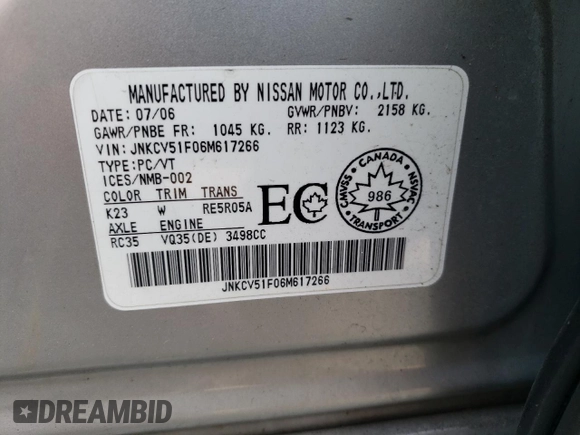 MANUFACTURED BY NISSAN MOTOR CO.,LTD.
DATE: 07/06 GVWR/PNBV: 2158 KG.
GAWR/PNBE FR: 1045 KG. RR: 1123 KG.
VIN: JNKCV51F06M617266
TYPE:PC/VT
ICES/NMB-002
COLOR TRIM TRANS
K23 W RE5R05A
AXLE ENGINE
RC35 VQ35(DE) 3498CC
EC
CANADA
CMVSS NSVAC
986
TRANSPORT
JNKCV51F06M617266
DREAMBID